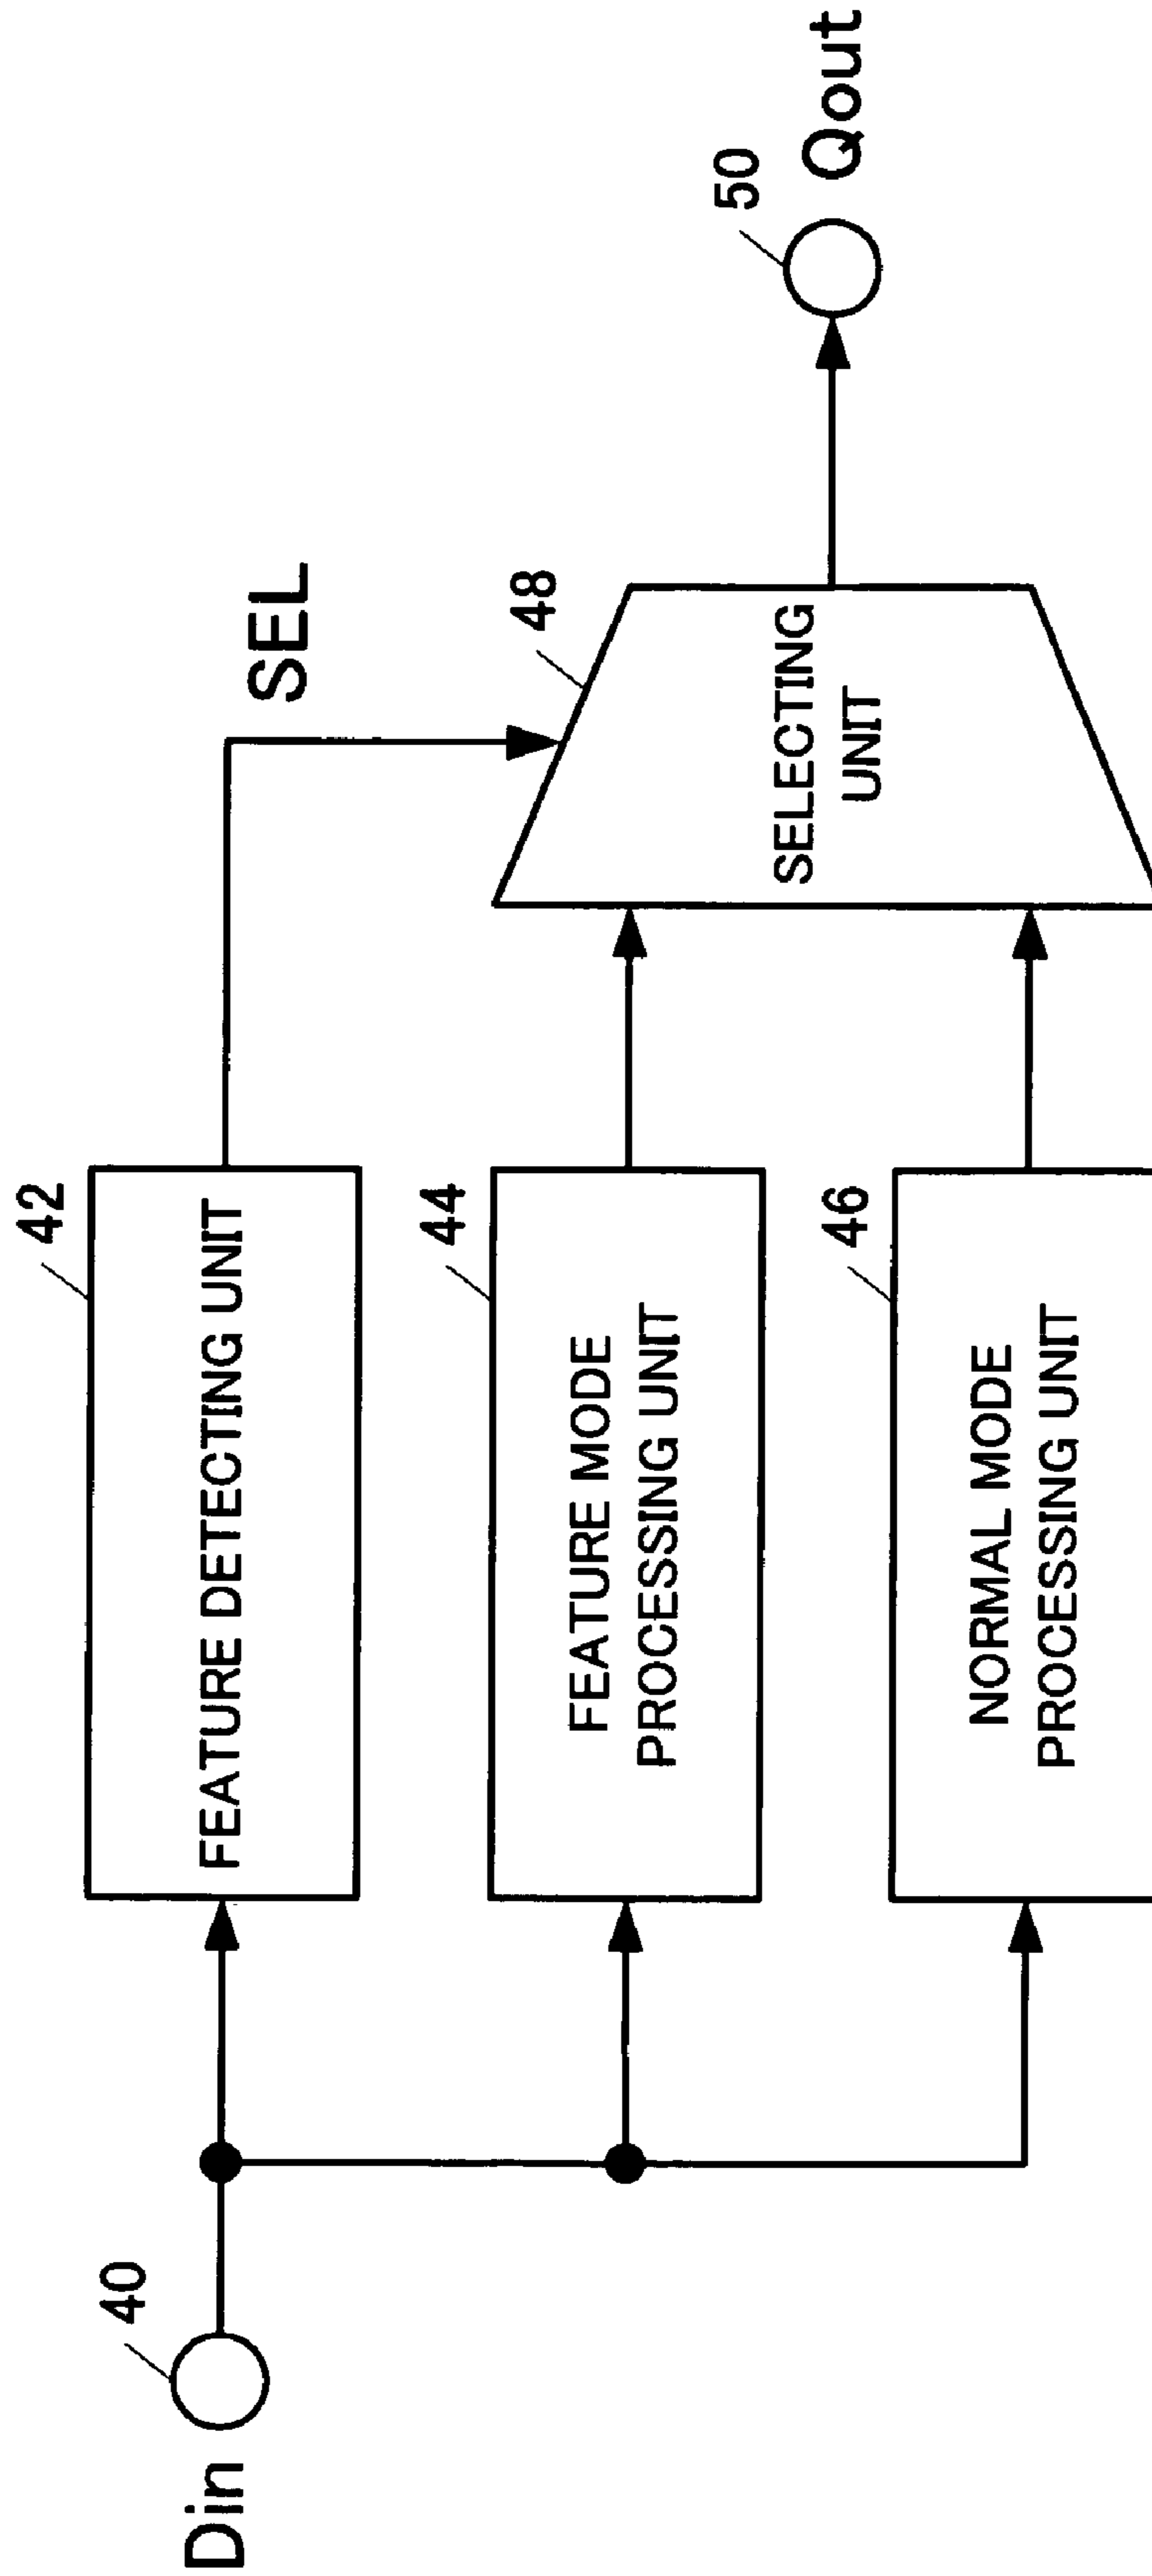 Din
40
42
FEATURE DETECTING UNIT
SEL
44
FEATURE MODE
PROCESSING UNIT
46
NORMAL MODE
PROCESSING UNIT
48
SELECTING
UNIT
50
Qout